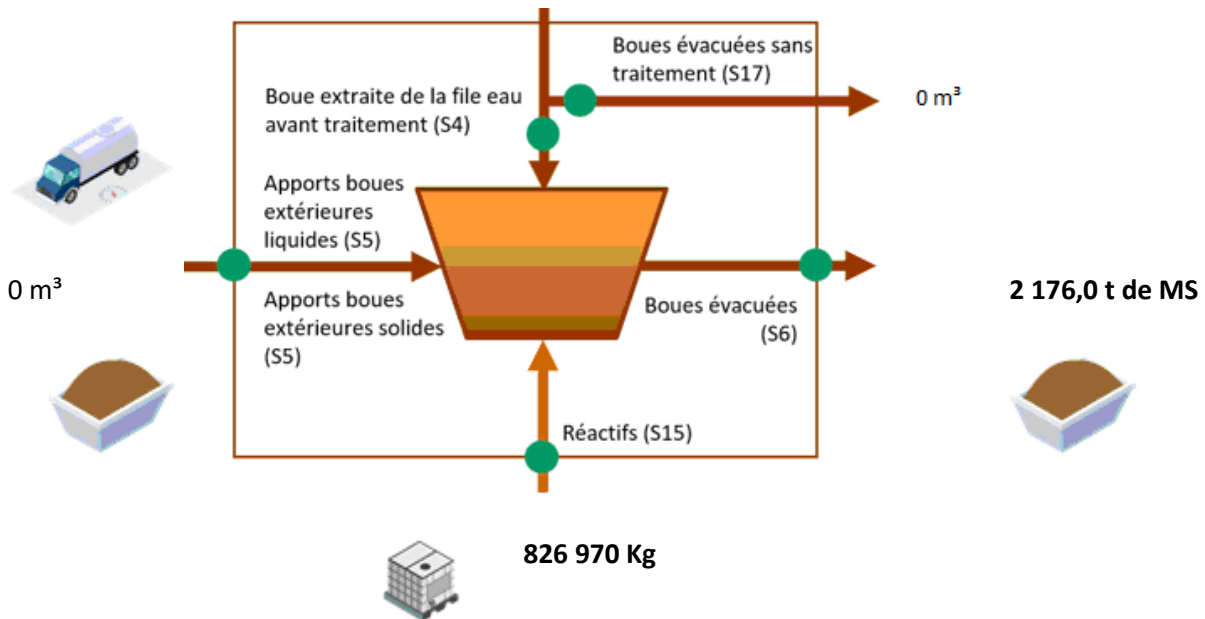 Boues évacuées sans
traitement (S17)
0 m³
Boue extraite de la file eau
avant traitement (S4)
Apports boues
extérieures
liquides (S5)
0 m³
2 176,0 t de MS
Apports boues
extérieures solides
(S5)
Boues évacuées
(S6)
Réactifs (S15)
826 970 Kg